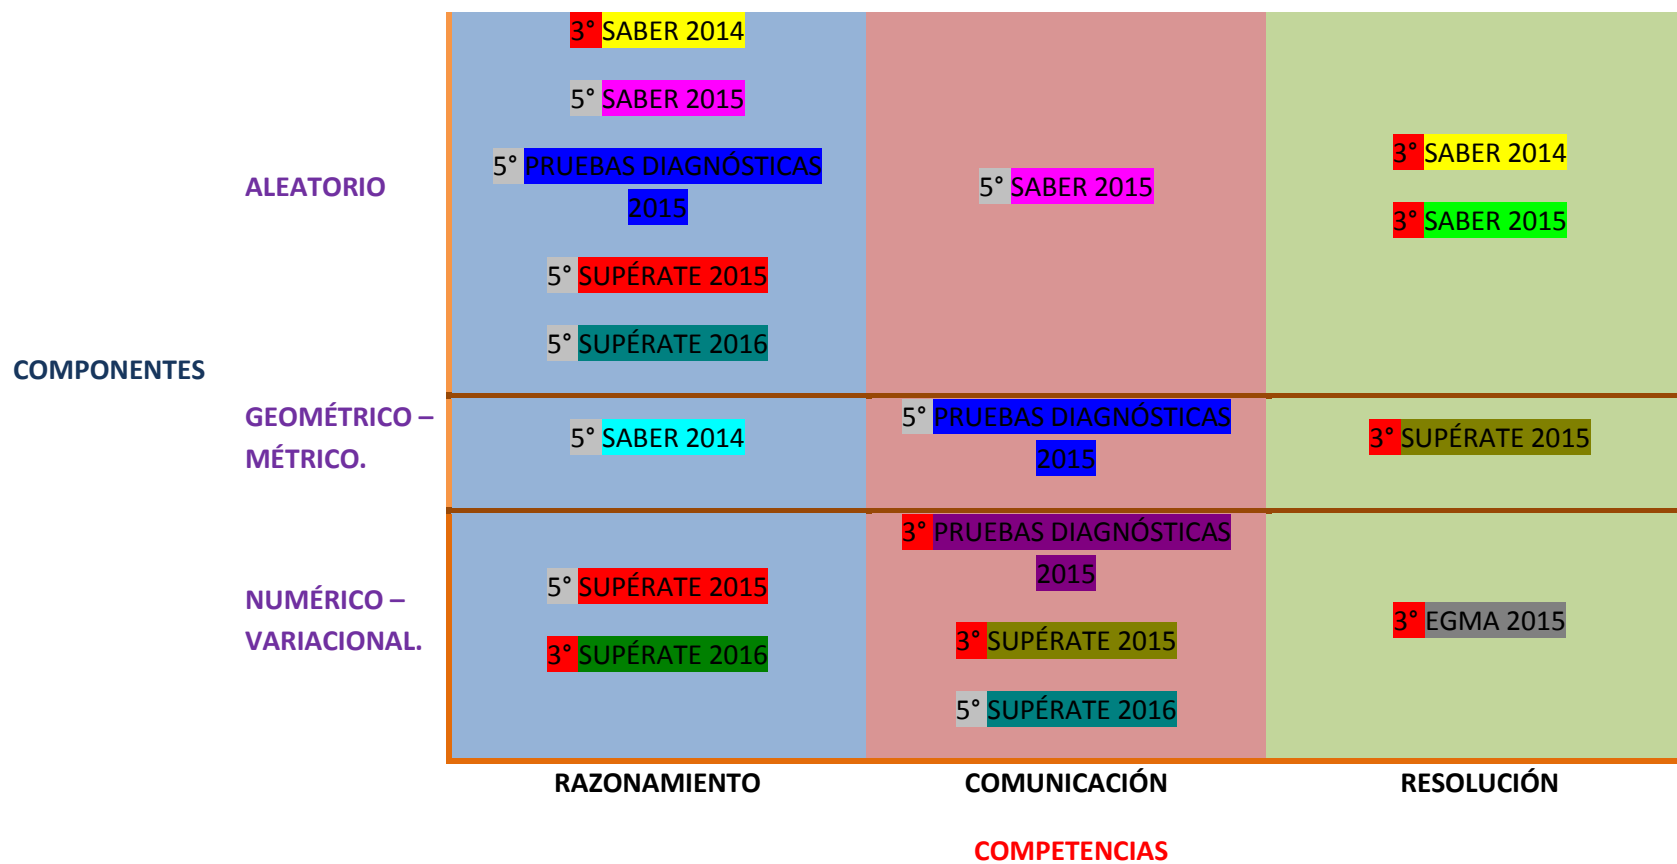 COMPONENTES
ALEATORIO
3° SABER 2014
5° SABER 2015
5° PRUEBAS DIAGNÓSTICAS
2015
5° SUPÉRATE 2015
5° SUPÉRATE 2016
5° SABER 2015
3° SABER 2014
3° SABER 2015
GEOMÉTRICO –
MÉTRICO.
5° SABER 2014
5° PRUEBAS DIAGNÓSTICAS
2015
3° SUPÉRATE 2015
NUMÉRICO –
VARIACIONAL.
5° SUPÉRATE 2015
3° SUPÉRATE 2016
3° PRUEBAS DIAGNÓSTICAS
2015
3° SUPÉRATE 2015
5° SUPÉRATE 2016
3° EGMA 2015
RAZONAMIENTO
COMUNICACIÓN
RESOLUCIÓN
COMPETENCIAS